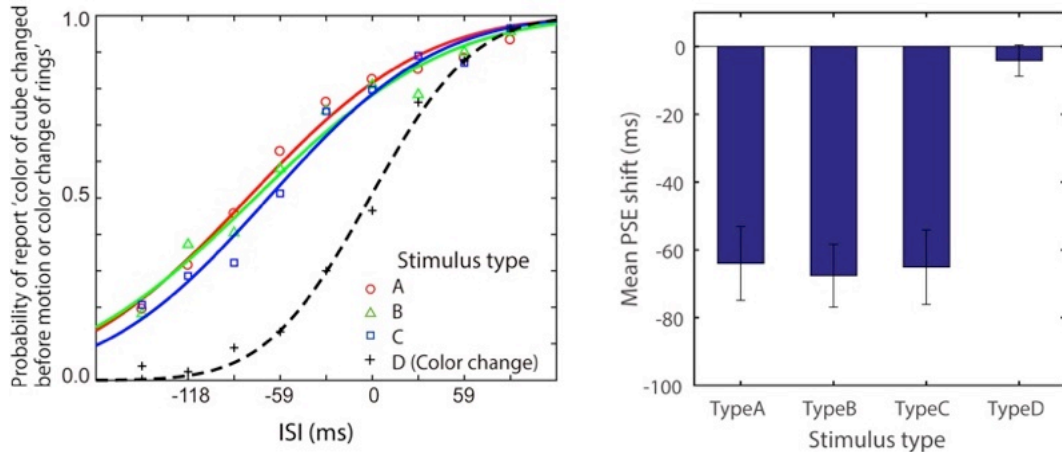 Probability of report 'color of cube changed
before motion or color change of rings'
1.0
0.5
0.0
-118
-59
0
59
ISI (ms)
Stimulus type
A
B
C
D (Color change)
Mean PSE shift (ms)
0
-20
-40
-60
-80
-100
TypeA
TypeB
TypeC
TypeD
Stimulus type